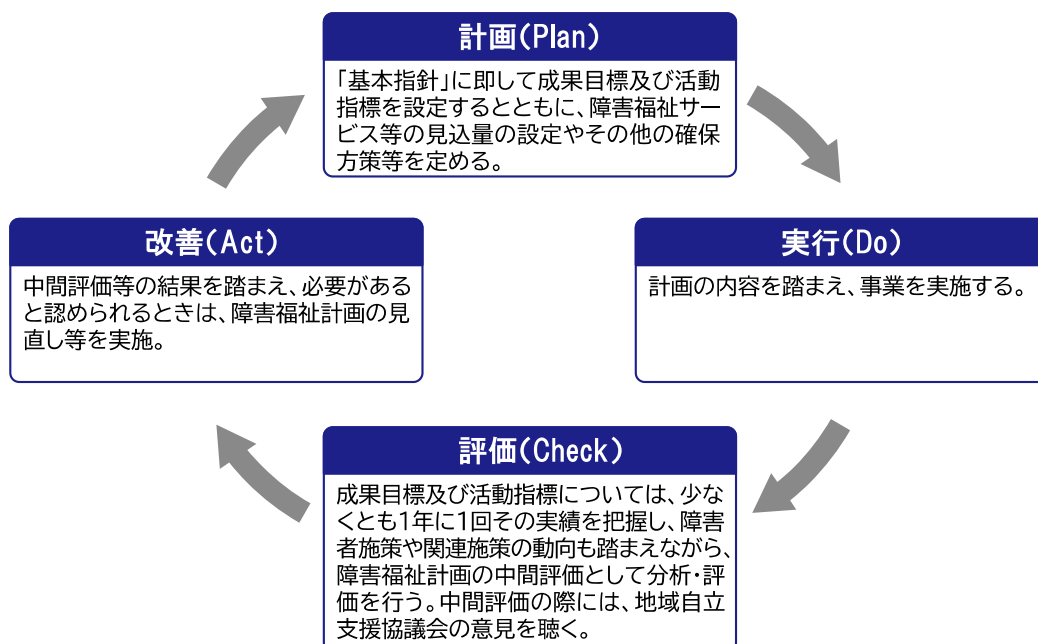 計画(Plan)
「基本指針」に即して成果目標及び活動
指標を設定するとともに、障害福祉サー
ビス等の見込量の設定やその他の確保
方策等を定める。
改善(Act)
中間評価等の結果を踏まえ、必要がある
と認められるときは、障害福祉計画の見
直し等を実施。
実行(Do)
計画の内容を踏まえ、事業を実施する。
評価(Check)
成果目標及び活動指標については、少な
くとも1年に1回その実績を把握し、障害
者施策や関連施策の動向も踏まえながら、
障害福祉計画の中間評価として分析・評
価を行う。中間評価の際には、地域自立
支援協議会の意見を聴く。